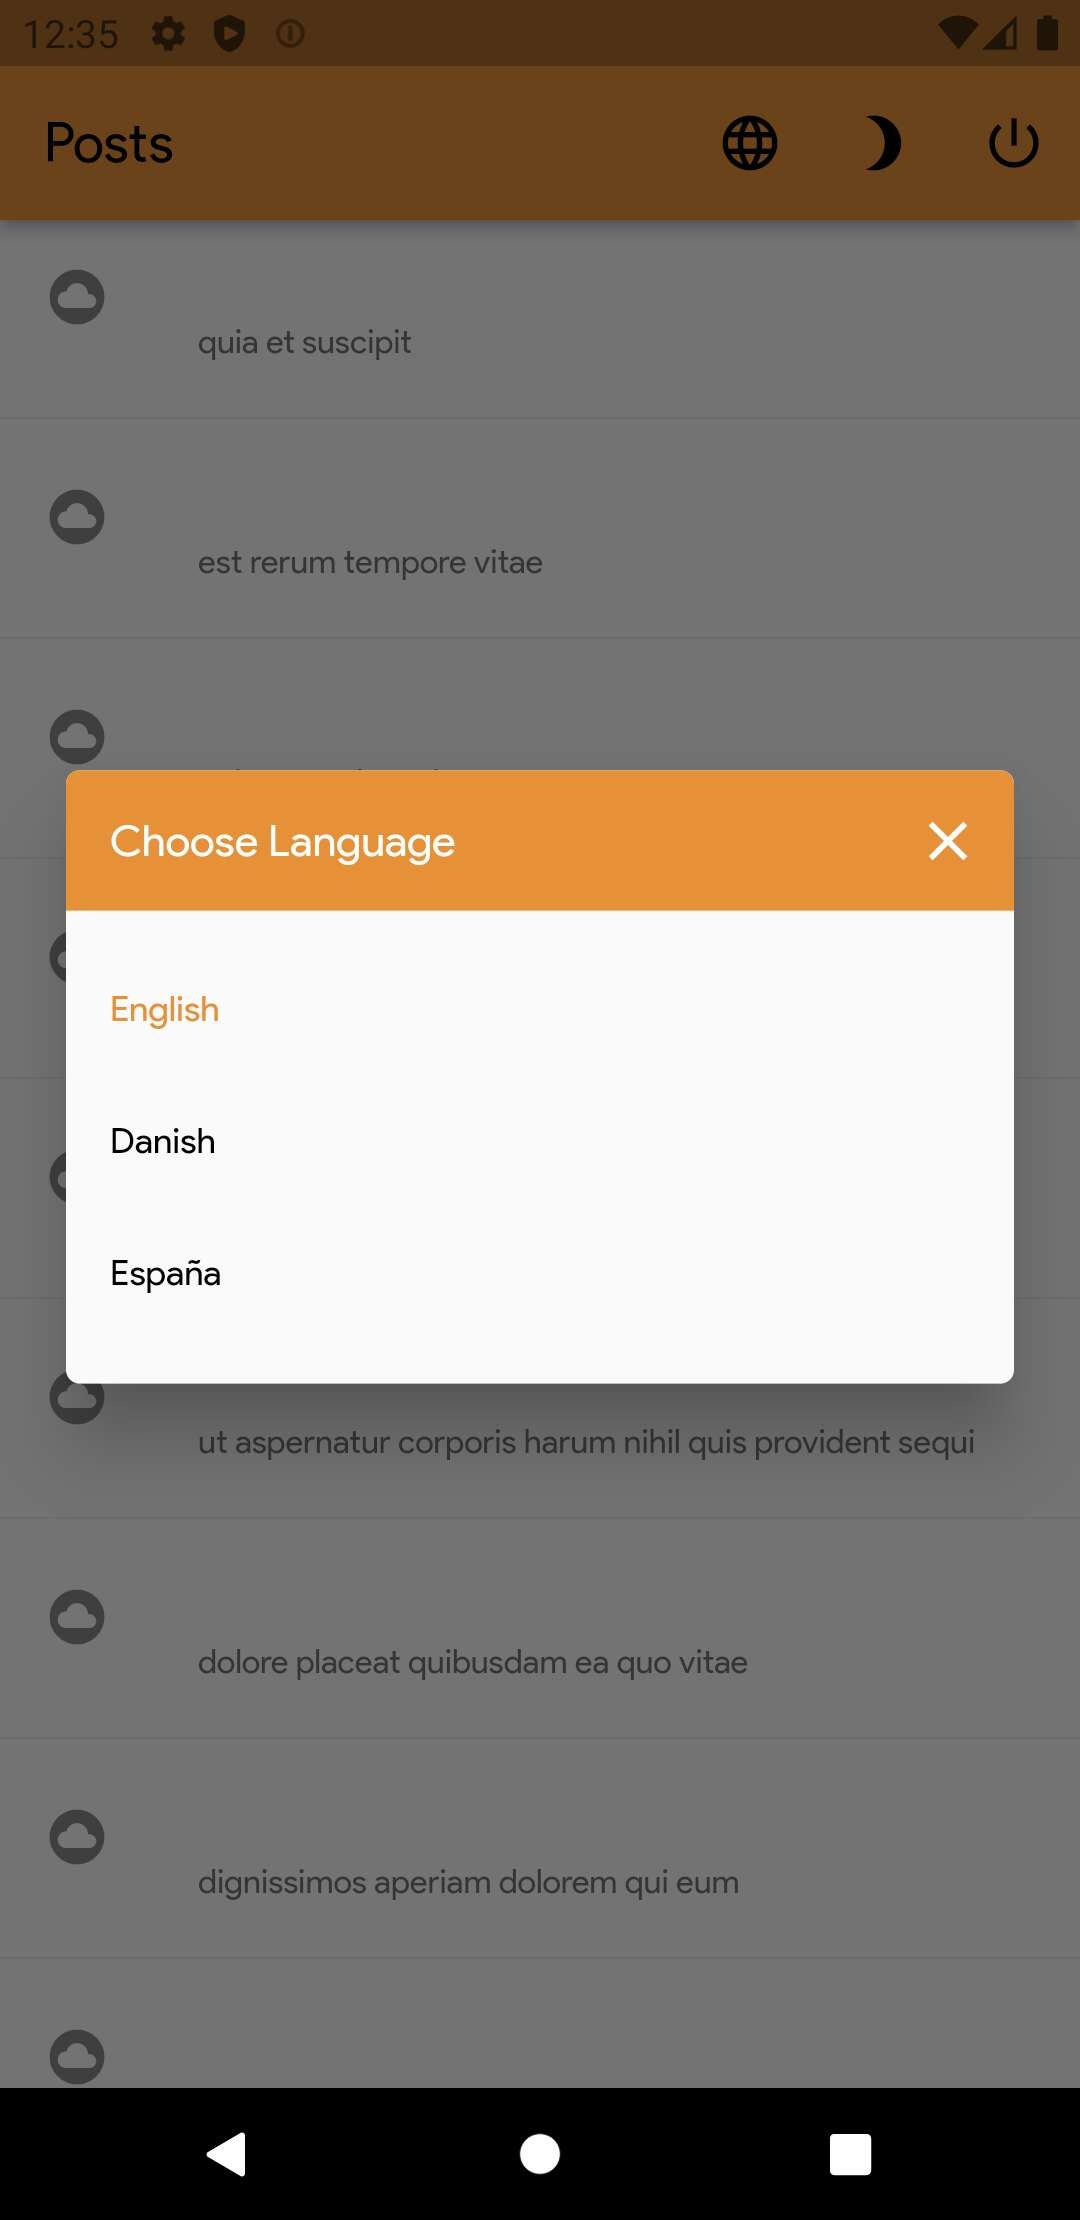 12:35
Posts
quia et suscipit
est rerum tempore vitae
Choose Language
English
Danish
España
ut aspernatur corporis harum nihil quis provident sequi
dolore placeat quibusdam ea quo vitae
dignissimos aperiam dolorem qui eum